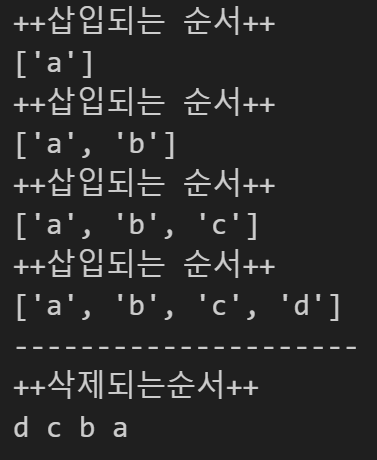 ++삽입되는 순서++
['a']
++삽입되는 순서++
['a', 'b']
++삽입되는 순서++
['a', 'b', 'c']
++삽입되는 순서++
['a', 'b', 'c', 'd']
---------------------
++삭제되는순서++
d c b a